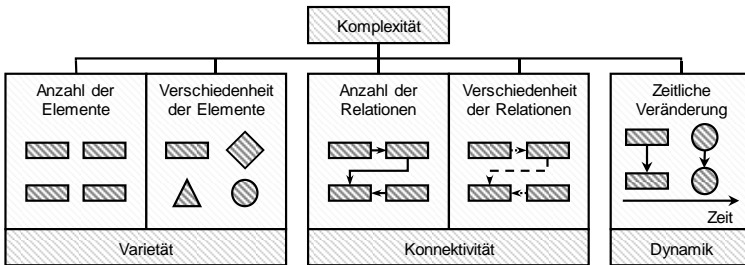 Komplexität
Anzahl der
Elemente
Verschiedenheit
der Elemente
Anzahl der
Relationen
Verschiedenheit
der Relationen
Zeitliche
Veränderung
Zeit
Varietät
Konnektivität
Dynamik